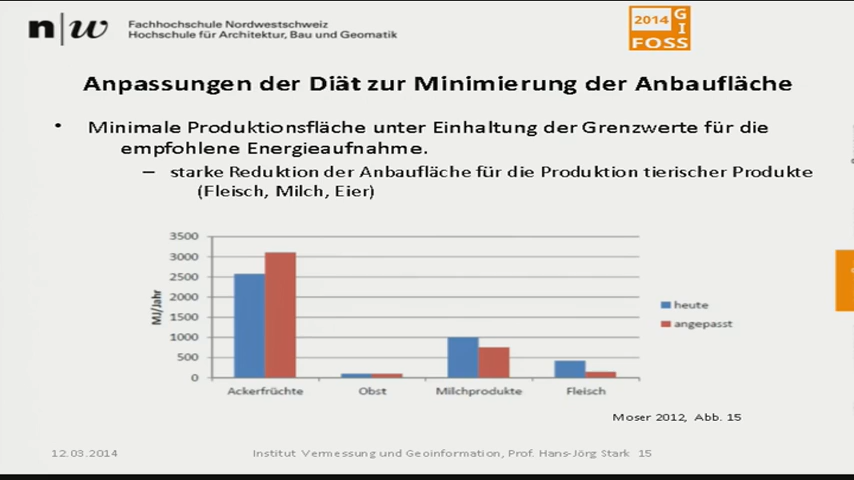 n|w Fachhochschule Nordwestschweiz
Hochschule für Architektur, Bau und Geomatik
2014 FOSS GIS
Anpassungen der Diät zur Minimierung der Anbaufläche
• Minimale Produktionsfläche unter Einhaltung der Grenzwerte für die
empfohlene Energieaufnahme.
– starke Reduktion der Anbaufläche für die Produktion tierischer Produkte
(Fleisch, Milch, Eier)
3500
3000
2500
2000
1500
1000
500
0
MJ/Jahr
heute
angepasst
Ackerfrüchte Obst Milchprodukte Fleisch
Moser 2012, Abb. 15
12.03.2014 Institut Vermessung und Geoinformation, Prof. Hans-Jörg Stark 15